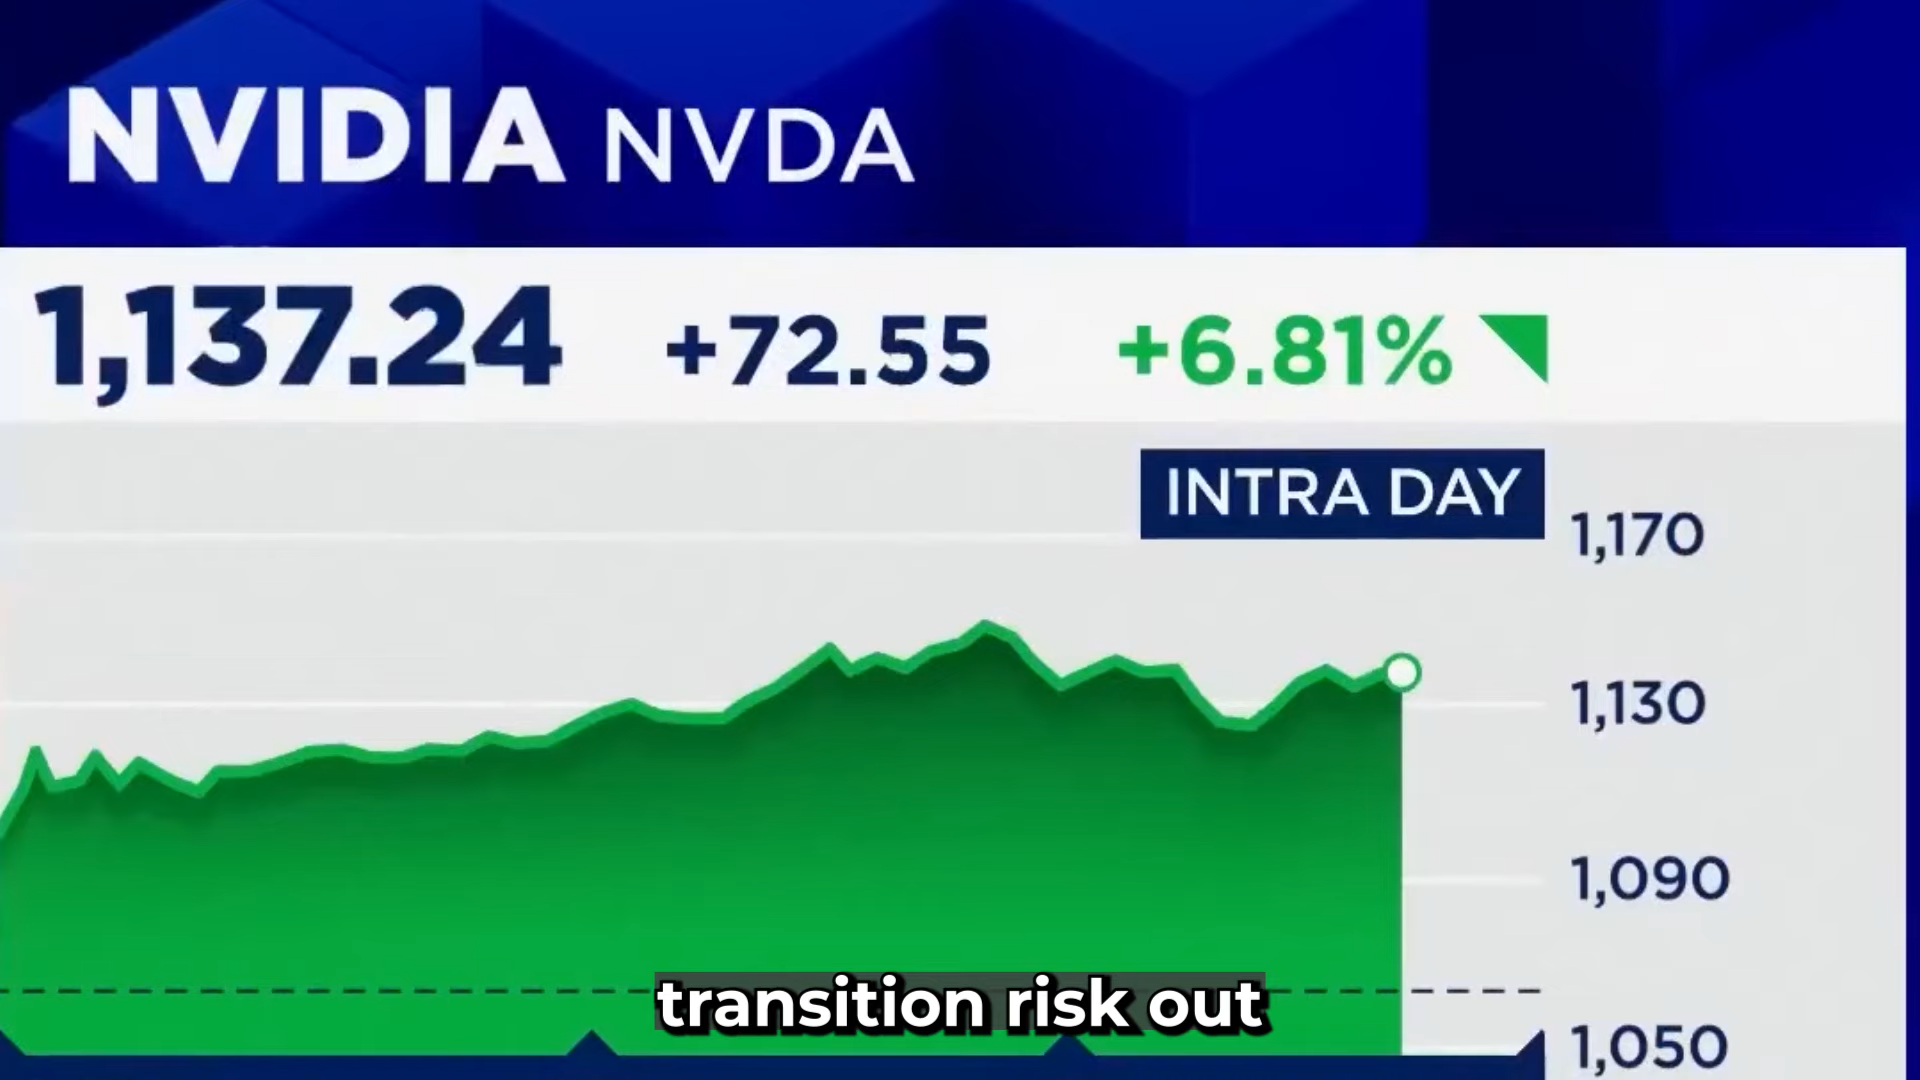 NVIDIA NVDA
1,137.24 +72.55 +6.81%
INTRA DAY
1,170
1,130
1,090
transition risk out
1,050